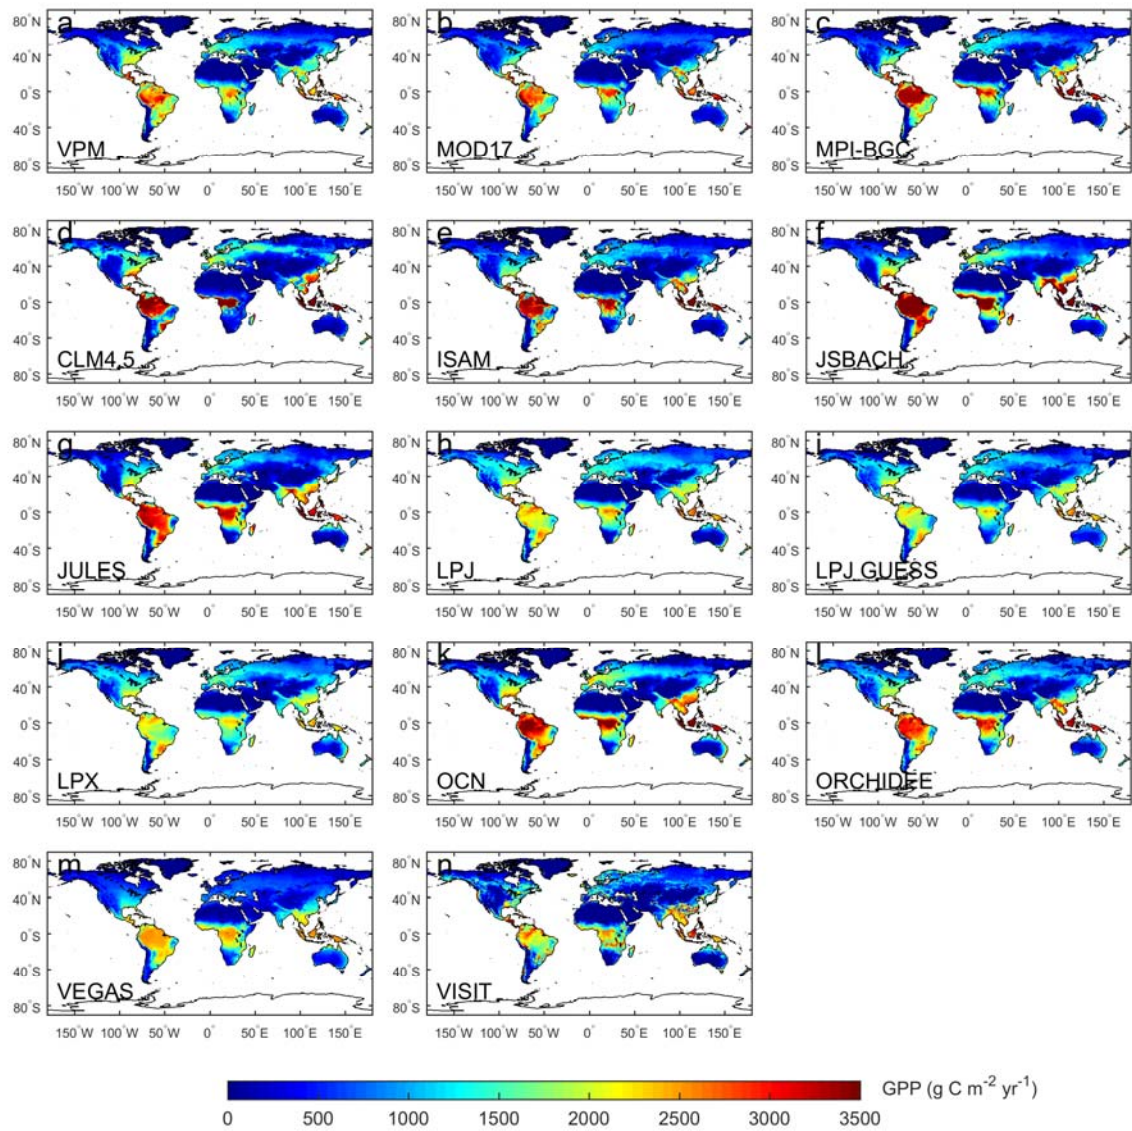 a b c
80°N 80°N 80°N
40°N 40°N 40°N
0°S 0°S 0°S
40°S 40°S 40°S
VPM MOD17 MPI-BGC
80°S 80°S 80°S
150°W 100°W 50°W 0° 50°E 100°E 150°E 150°W 100°W 50°W 0° 50°E 100°E 150°E 150°W 100°W 50°W 0° 50°E 100°E 150°E
d e f
80°N 80°N 80°N
40°N 40°N 40°N
0°S 0°S 0°S
40°S 40°S 40°S
CLM4.5 ISAM JSBACH
80°S 80°S 80°S
150°W 100°W 50°W 0° 50°E 100°E 150°E 150°W 100°W 50°W 0° 50°E 100°E 150°E 150°W 100°W 50°W 0° 50°E 100°E 150°E
g h i
80°N 80°N 80°N
40°N 40°N 40°N
0°S 0°S 0°S
40°S 40°S 40°S
JULES LPJ LPJ GUESS
80°S 80°S 80°S
150°W 100°W 50°W 0° 50°E 100°E 150°E 150°W 100°W 50°W 0° 50°E 100°E 150°E 150°W 100°W 50°W 0° 50°E 100°E 150°E
j k l
80°N 80°N 80°N
40°N 40°N 40°N
0°S 0°S 0°S
40°S 40°S 40°S
LPX OCN ORCHIDEE
80°S 80°S 80°S
150°W 100°W 50°W 0° 50°E 100°E 150°E 150°W 100°W 50°W 0° 50°E 100°E 150°E 150°W 100°W 50°W 0° 50°E 100°E 150°E
m n
80°N 80°N
40°N 40°N
0°S 0°S
40°S 40°S
VEGAS VISIT
80°S 80°S
150°W 100°W 50°W 0° 50°E 100°E 150°E 150°W 100°W 50°W 0° 50°E 100°E 150°E
GPP (g C m⁻² yr⁻¹)
0 500 1000 1500 2000 2500 3000 3500